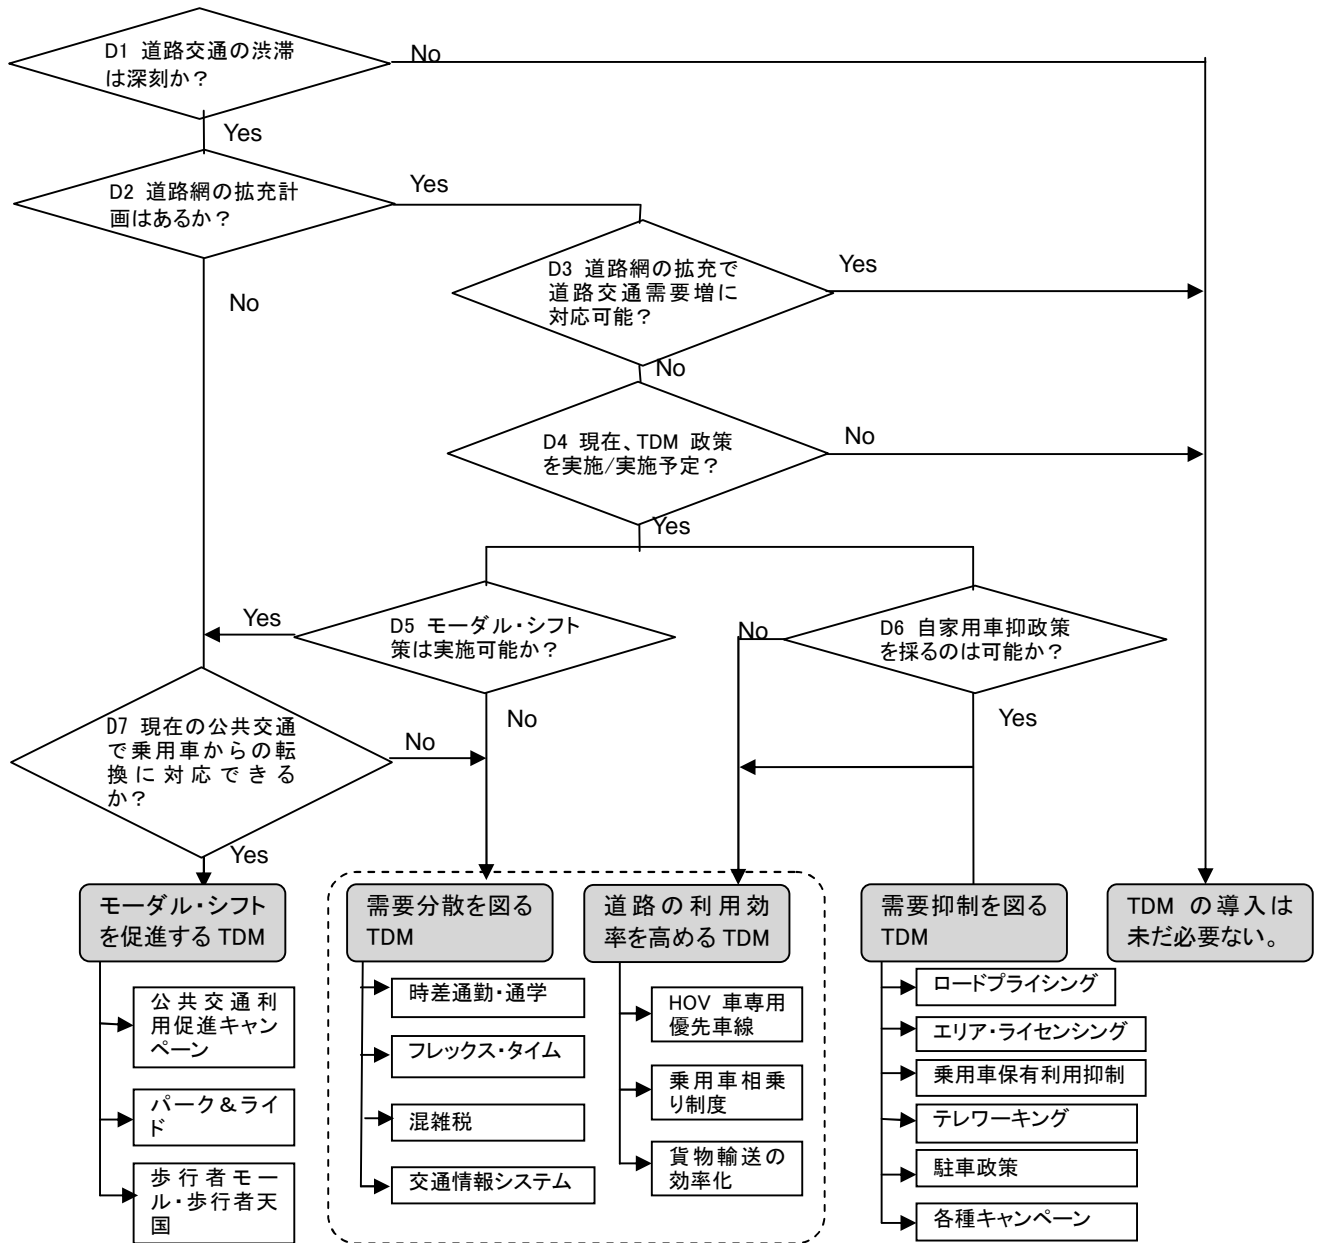 D1 道路交通の渋滞
は深刻か？
No
Yes
D2 道路網の拡充計
画はあるか？
Yes
No
D3 道路網の拡充で
道路交通需要増に
対応可能？
Yes
No
D4 現在、TDM 政策
を実施/実施予定？
No
Yes
D5 モーダル・シフト
策は実施可能か？
Yes
No
D6 自家用車抑政策
を採るのは可能か？
No
Yes
D7 現在の公共交通
で乗用車からの転
換に対応できる
か？
No
Yes
モーダル・シフト
を促進する TDM
公共交通利
用促進キャン
ペーン
パーク＆ライ
ド
歩行者モー
ル・歩行者天
国
需要分散を図る
TDM
時差通勤・通学
フレックス・タイム
混雑税
交通情報システム
道路の利用効
率を高める TDM
HOV 車専用
優先車線
乗用車相乗
り制度
貨物輸送の
効率化
需要抑制を図る
TDM
ロードプライシング
エリア・ライセンシング
乗用車保有利用抑制
テレワーキング
駐車政策
各種キャンペーン
TDM の導入は
未だ必要ない。